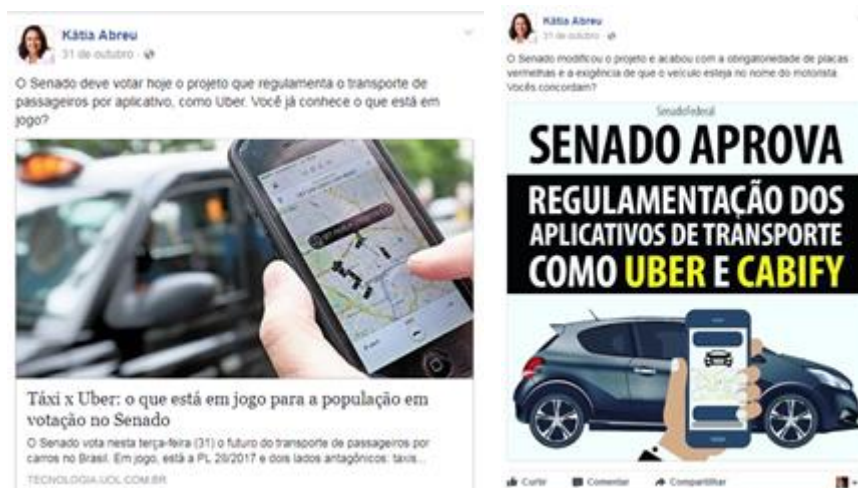 Kátia Abreu
31 de outubro
O Senado deve votar hoje o projeto que regulamenta o transporte de
passageiros por aplicativo, como Uber. Você já conhece o que está em
jogo?
Táxi x Uber: o que está em jogo para a população em
votação no Senado
O Senado vota nesta terça-feira (31) o futuro do transporte de passageiros por
carros no Brasil. Em jogo, está a PL 28/2017 e dois lados antagônicos: táxis...
TECNOLOGIA.UOL.COM.BR
Kátia Abreu
31 de outubro
O Senado modificou o projeto e acabou com a obrigatoriedade de placas
vermelhas e a exigência de que o veículo esteja no nome do motorista.
Vocês concordam?
SenadoFederal
SENADO APROVA
REGULAMENTAÇÃO DOS
APLICATIVOS DE TRANSPORTE
COMO UBER E CABIFY
Curtir Comentar Compartilhar